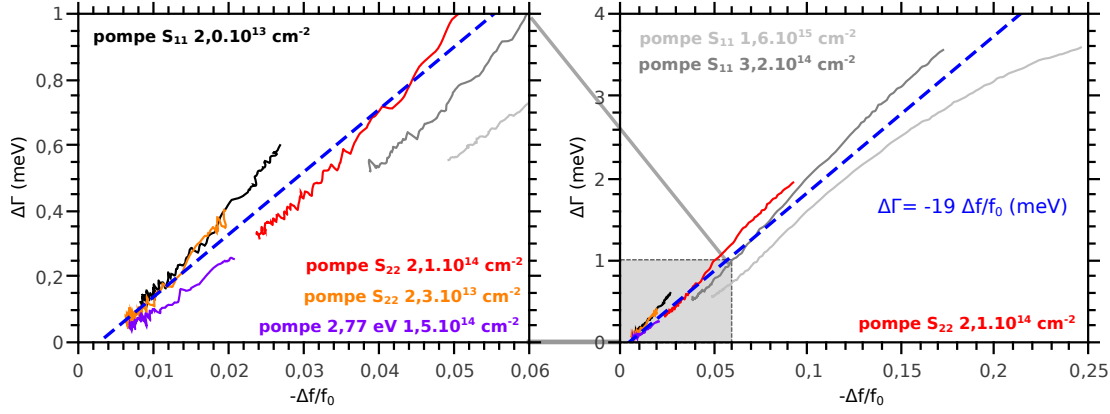 pompe S₁₁ 2,0.10¹³ cm⁻²
pompe S₂₂ 2,1.10¹⁴ cm⁻²
pompe S₂₂ 2,3.10¹³ cm⁻²
pompe 2,77 eV 1,5.10¹⁴ cm⁻²
ΔΓ (meV)
1
0,8
0,6
0,4
0,2
0
0 0,01 0,02 0,03 0,04 0,05 0,06
-Δf/f₀
pompe S₁₁ 1,6.10¹⁵ cm⁻²
pompe S₁₁ 3,2.10¹⁴ cm⁻²
ΔΓ= -19 Δf/f₀ (meV)
pompe S₂₂ 2,1.10¹⁴ cm⁻²
ΔΓ (meV)
4
3
2
1
0
0 0,05 0,1 0,15 0,2 0,25
-Δf/f₀